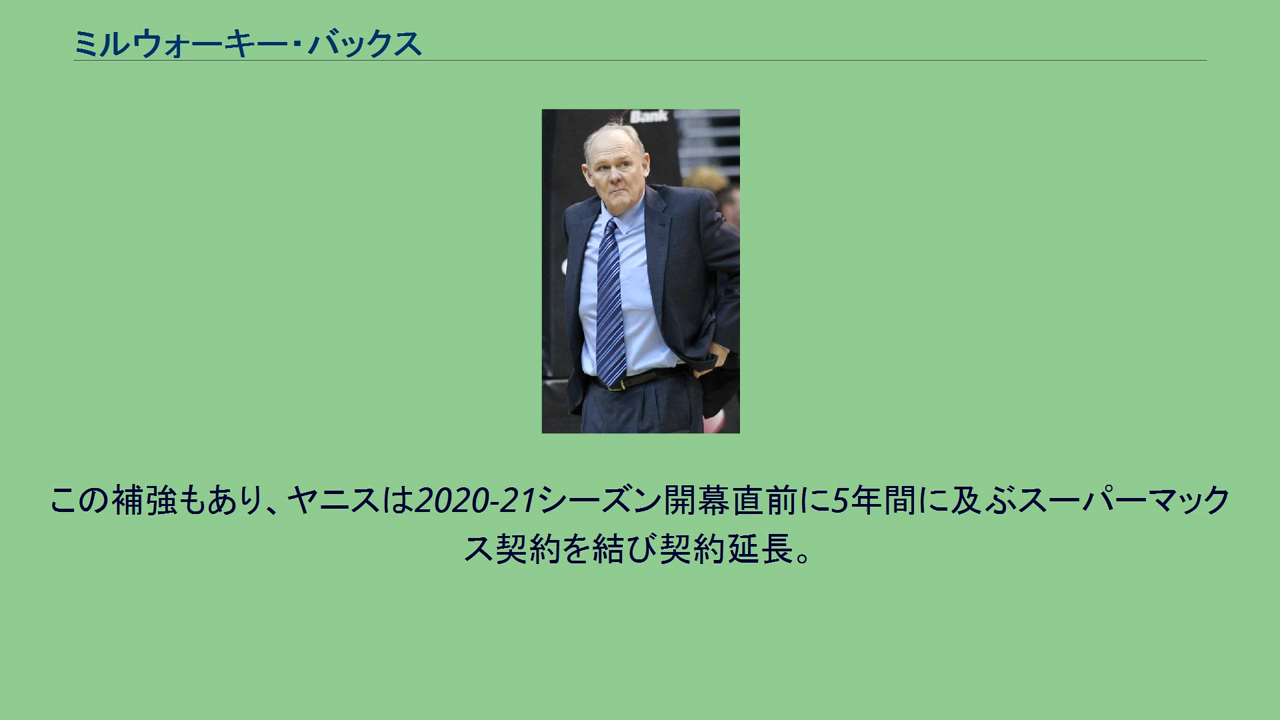 ミルウォーキー・バックス
Bank
この補強もあり、ヤニスは2020-21シーズン開幕直前に5年間に及ぶスーパーマック
ス契約を結び契約延長。